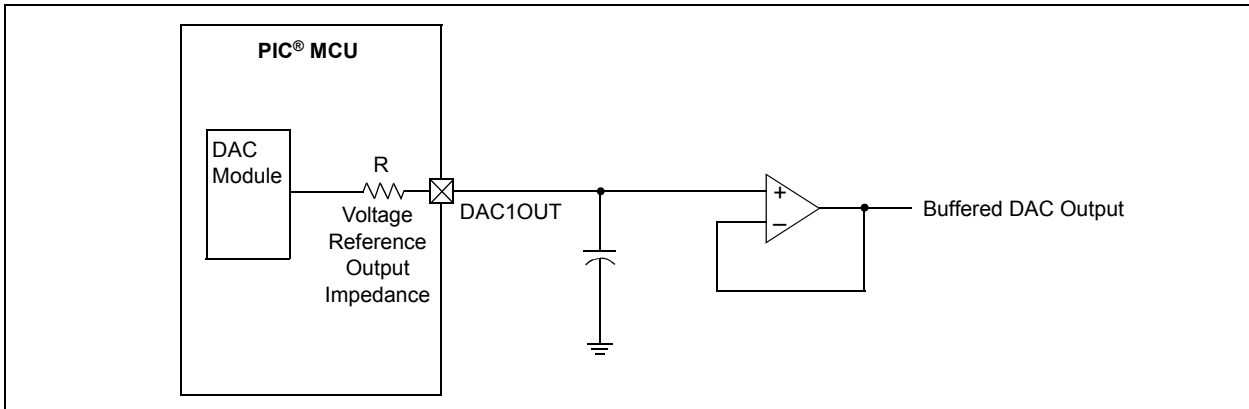 PIC® MCU
DAC
Module
R
Voltage
Reference
Output
Impedance
DAC1OUT
+
–
Buffered DAC Output